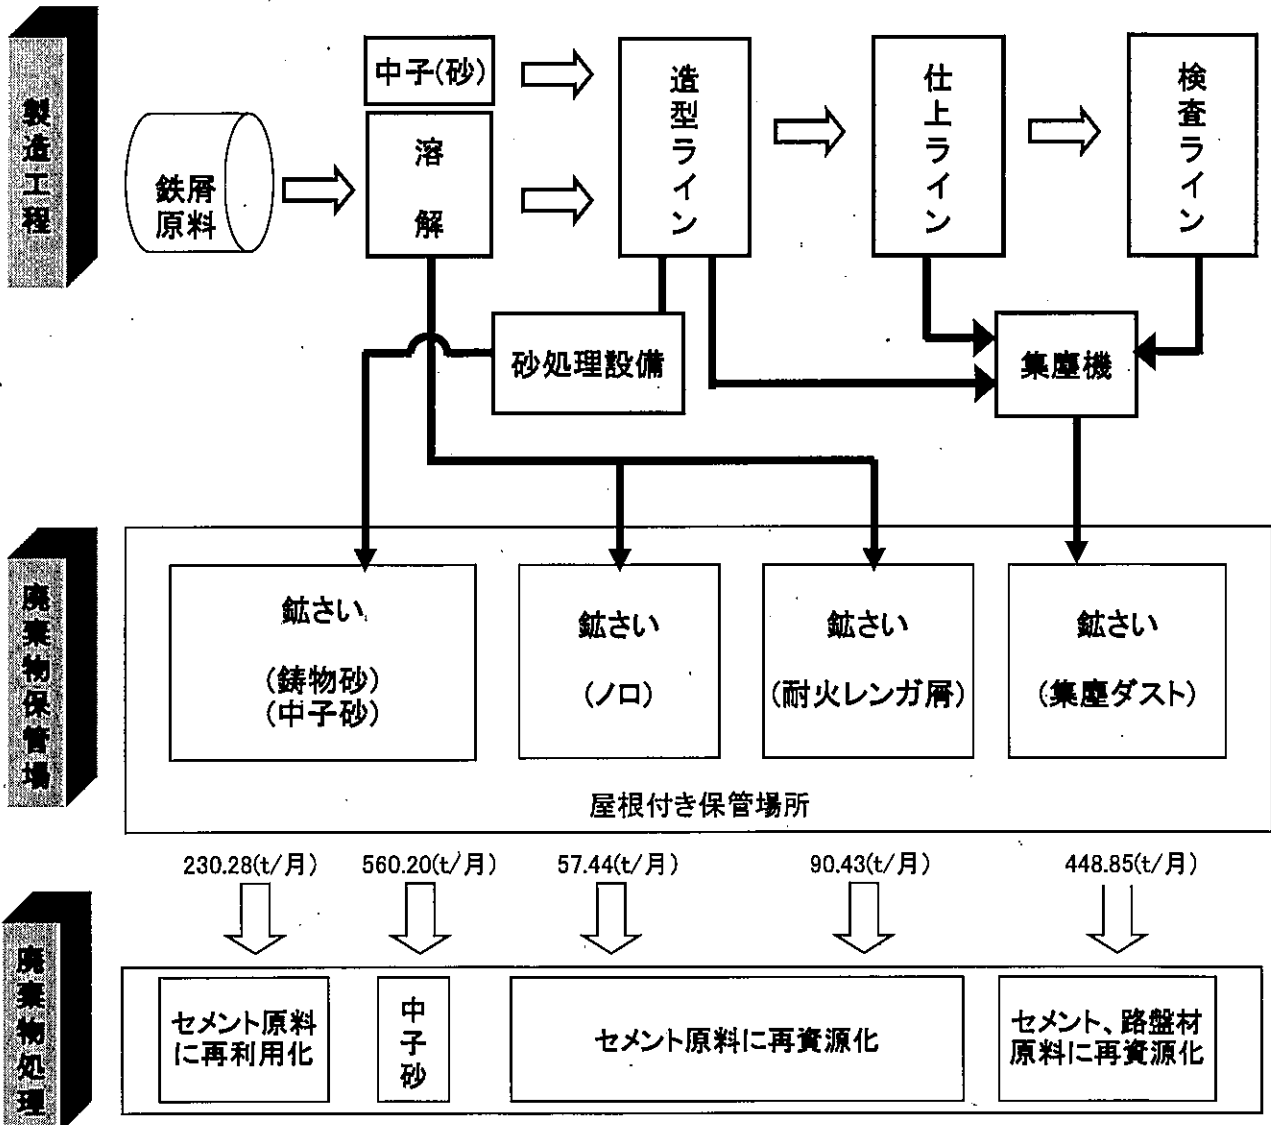 製造工程
鉄屑
原料
中子(砂)
溶解
造型ライン
仕上ライン
検査ライン
砂処理設備
集塵機
廃棄物保管場
鉱さい
(鋳物砂)
(中子砂)
鉱さい
(ノロ)
鉱さい
(耐火レンガ屑)
鉱さい
(集塵ダスト)
屋根付き保管場所
230.28(t/月)
560.20(t/月)
57.44(t/月)
90.43(t/月)
448.85(t/月)
廃棄物処理
セメント原料
に再利用化
中子砂
セメント原料に再資源化
セメント、路盤材
原料に再資源化